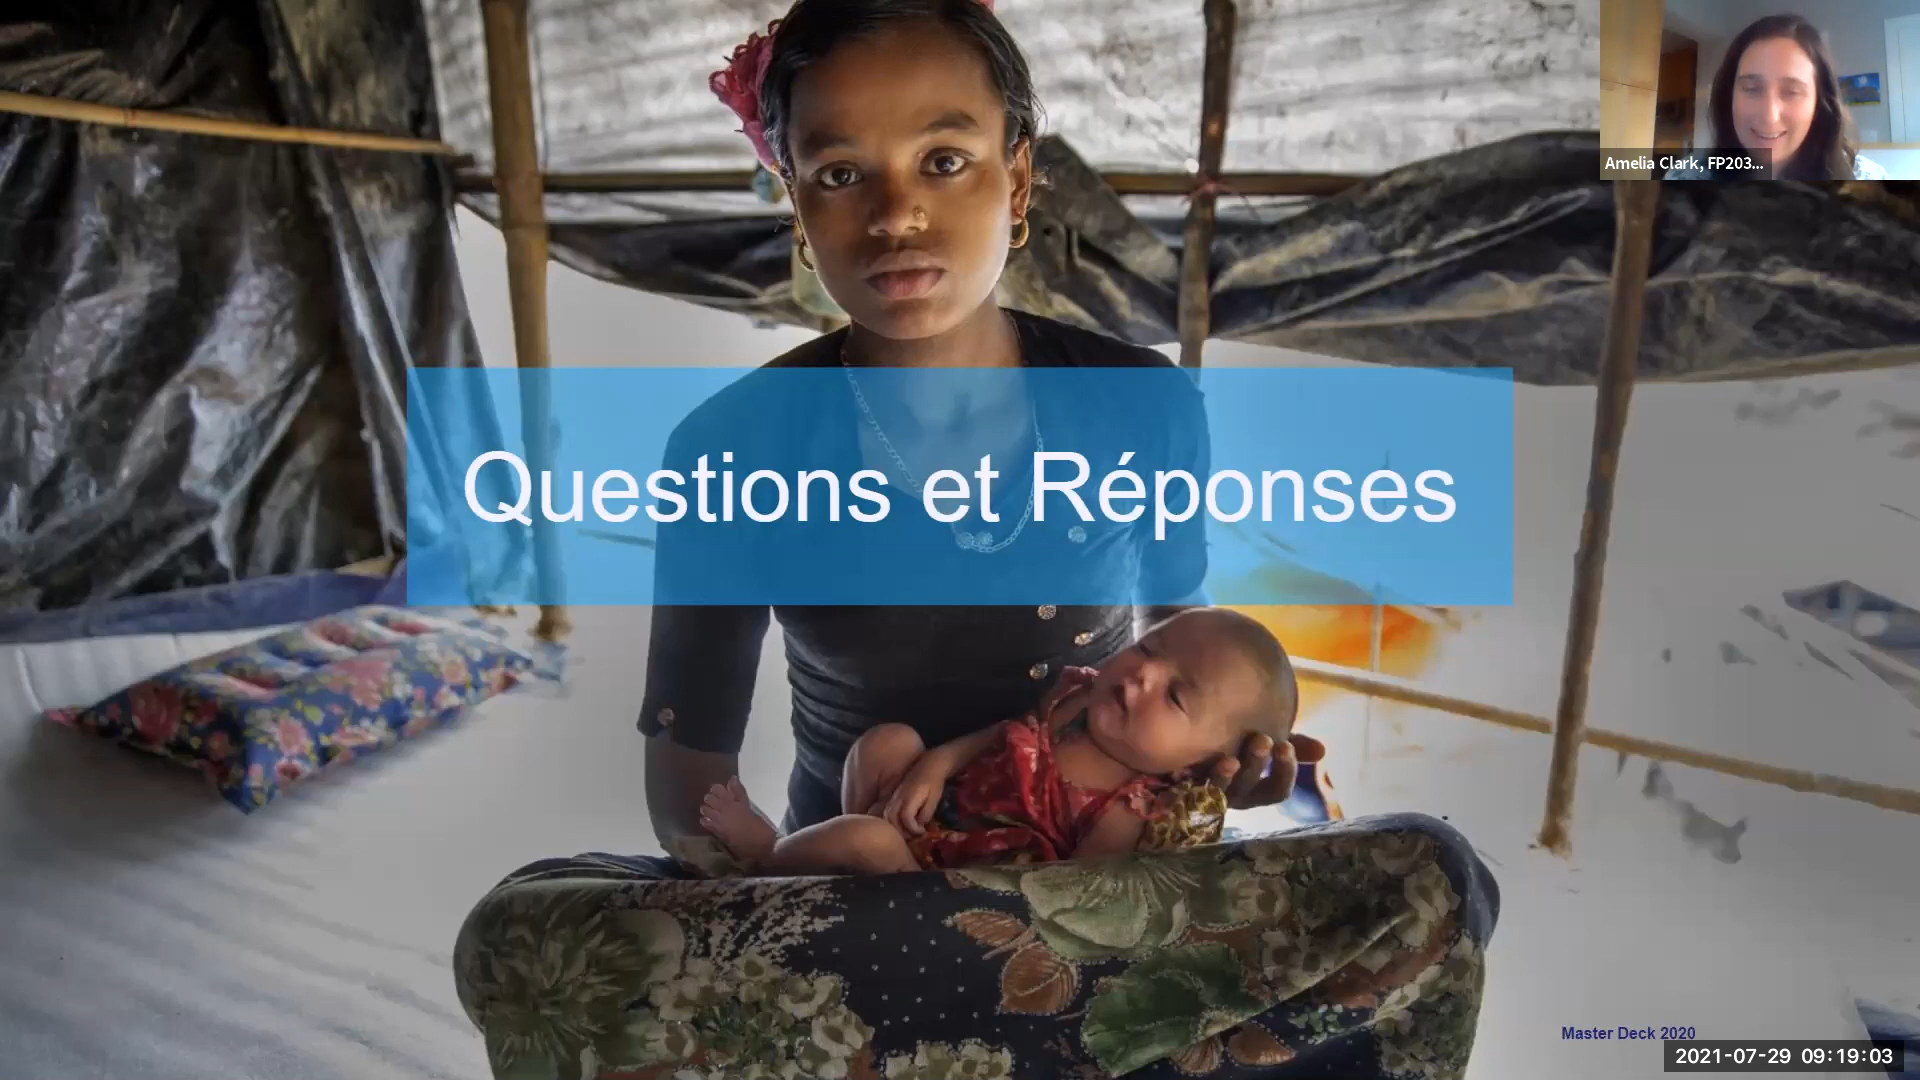 Amelia Clark, FP203...
Questions et Réponses
Master Deck 2020
2021-07-29 09:19:03